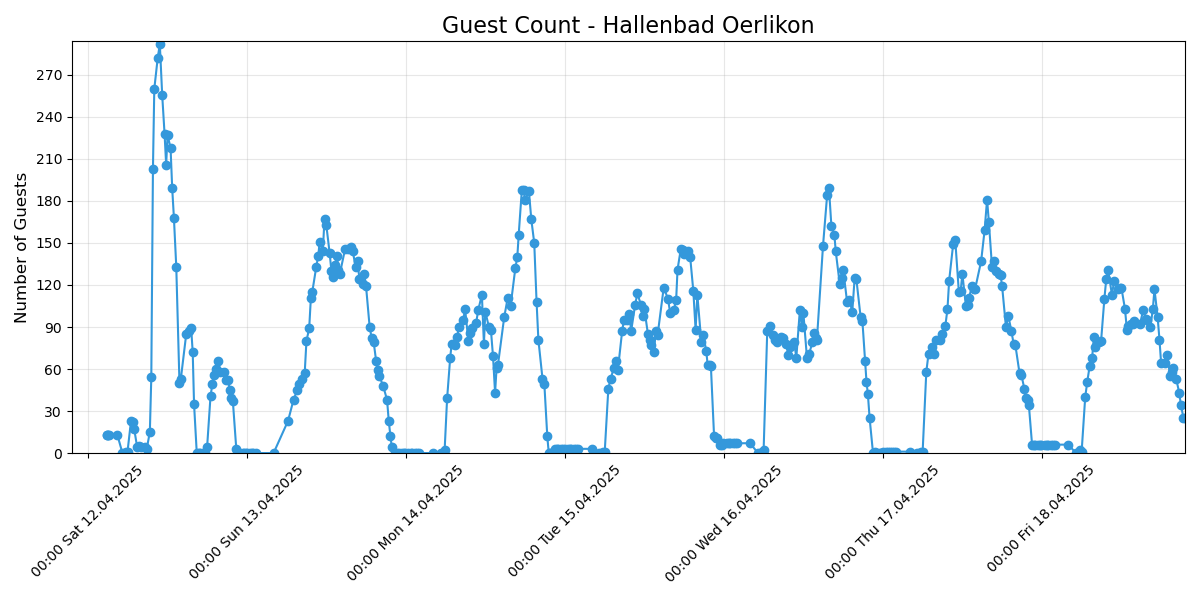 Guest Count - Hallenbad Oerlikon
Number of Guests
270
240
210
180
150
120
90
60
30
0
00:00 Sat 12.04.2025
00:00 Sun 13.04.2025
00:00 Mon 14.04.2025
00:00 Tue 15.04.2025
00:00 Wed 16.04.2025
00:00 Thu 17.04.2025
00:00 Fri 18.04.2025